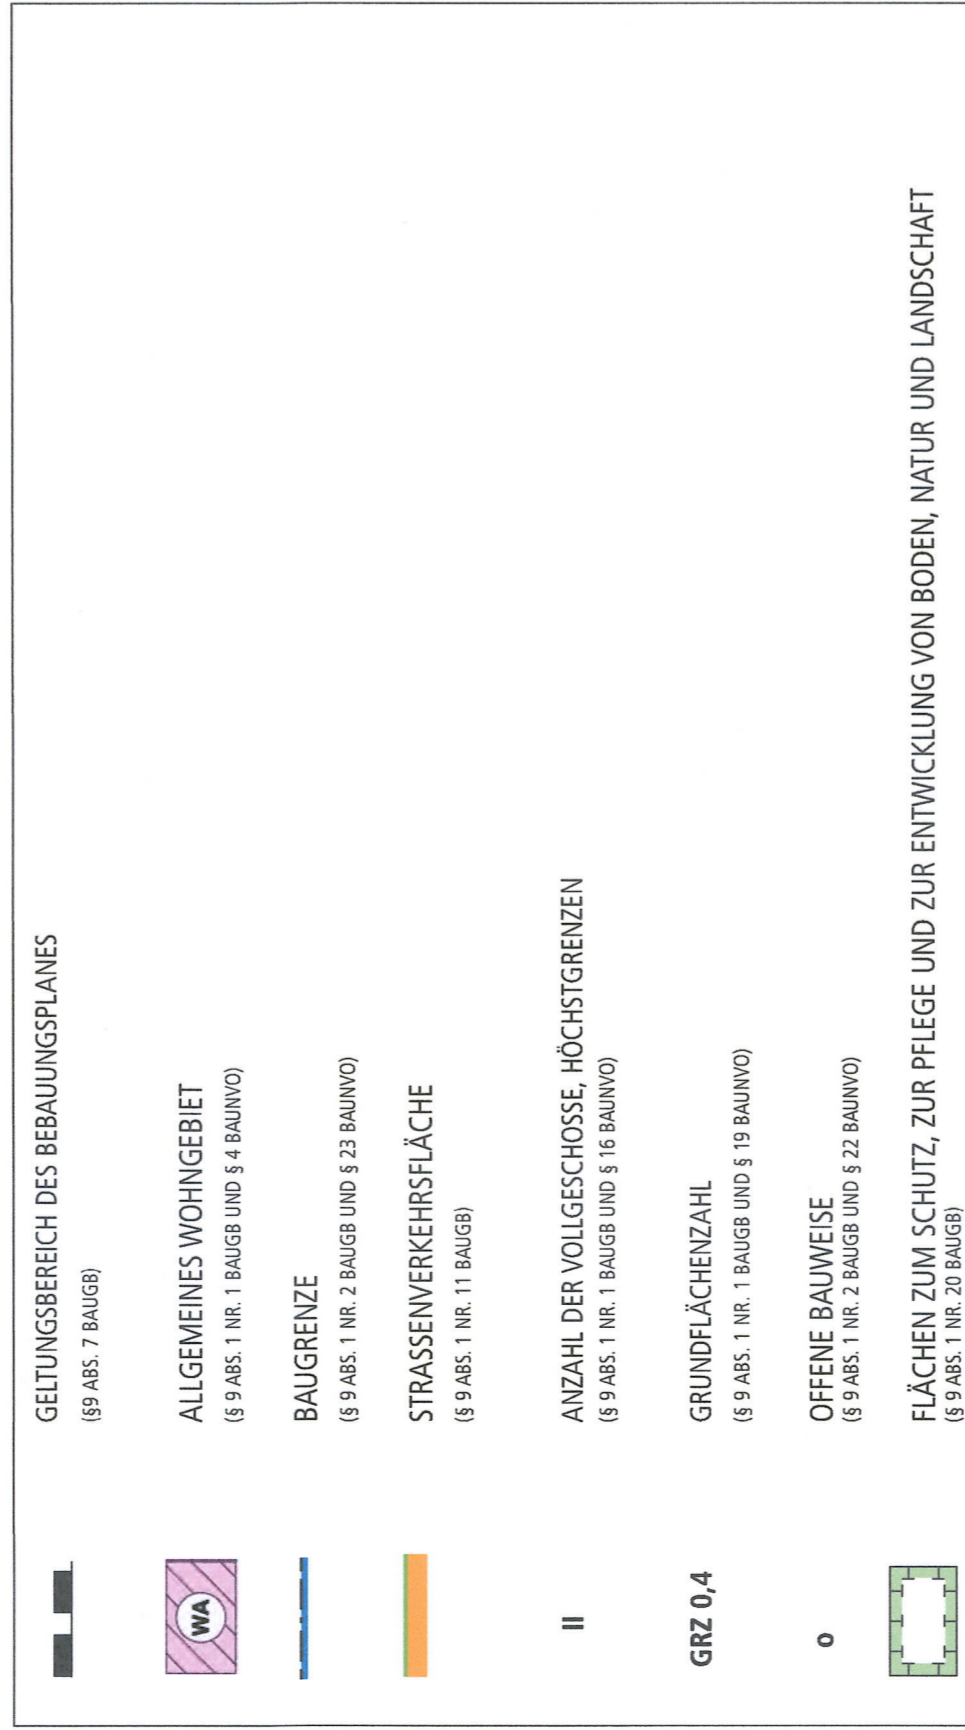 GELTUNGSBEREICH DES BEBAUUNGSPLANES
(§9 ABS. 7 BAUGB)
WA
ALLGEMEINES WOHNGEBIET
(§ 9 ABS. 1 NR. 1 BAUGB UND § 4 BAUNVO)
BAUGRENZE
(§ 9 ABS. 1 NR. 2 BAUGB UND § 23 BAUNVO)
STRASSENVERKEHRSFLÄCHE
(§ 9 ABS. 1 NR. 11 BAUGB)
II ANZAHL DER VOLLGESCHOSSE, HÖCHSTGRENZEN
(§ 9 ABS. 1 NR. 1 BAUGB UND § 16 BAUNVO)
GRZ 0,4 GRUNDFLÄCHENZAHL
(§ 9 ABS. 1 NR. 1 BAUGB UND § 19 BAUNVO)
o OFFENE BAUWEISE
(§ 9 ABS. 1 NR. 2 BAUGB UND § 22 BAUNVO)
FLÄCHEN ZUM SCHUTZ, ZUR PFLEGE UND ZUR ENTWICKLUNG VON BODEN, NATUR UND LANDSCHAFT
(§ 9 ABS. 1 NR. 20 BAUGB)